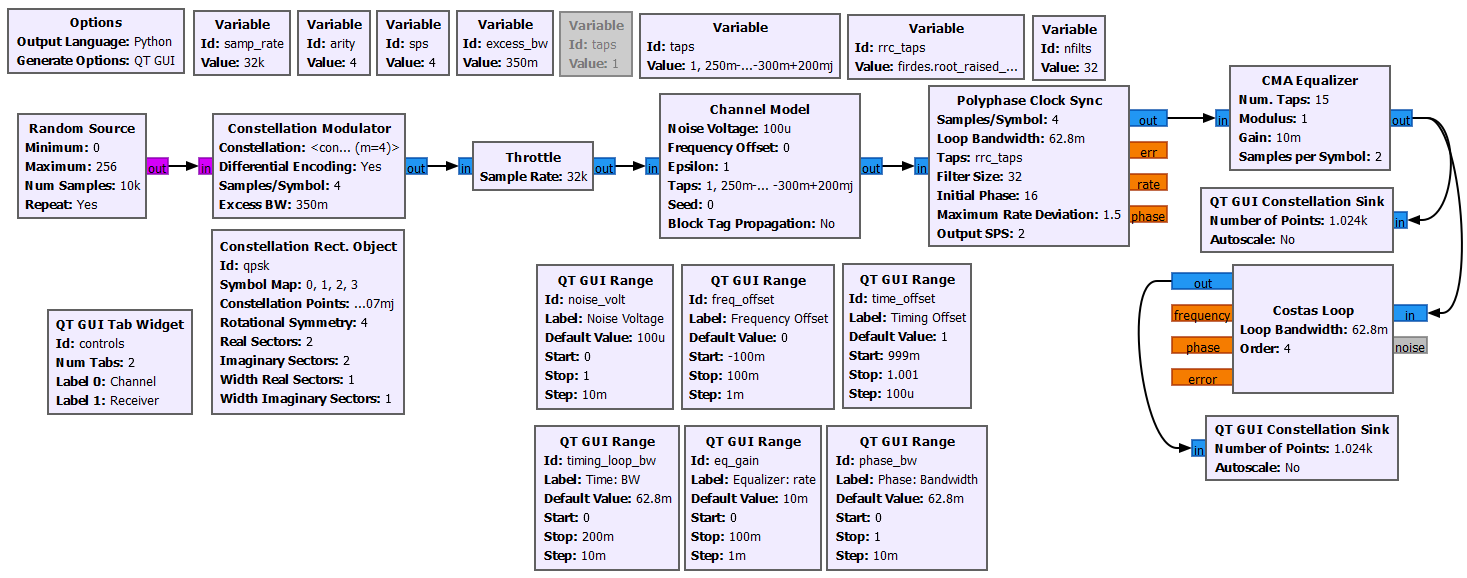 Options
Output Language: Python
Generate Options: QT GUI
Variable
Id: samp_rate
Value: 32k
Variable
Id: arity
Value: 4
Variable
Id: sps
Value: 4
Variable
Id: excess_bw
Value: 350m
Variable
Id: taps
Value: 1
Variable
Id: taps
Value: 1, 250m-...-300m+200mj
Variable
Id: rrc_taps
Value: firdes.root_raised_...
Variable
Id: nfilts
Value: 32
Random Source
Minimum: 0
Maximum: 256
Num Samples: 10k
Repeat: Yes
out
in
Constellation Modulator
Constellation: <con... (m=4)>
Differential Encoding: Yes
Samples/Symbol: 4
Excess BW: 350m
out
in
Throttle
Sample Rate: 32k
out
in
Channel Model
Noise Voltage: 100u
Frequency Offset: 0
Epsilon: 1
Taps: 1, 250m-... -300m+200mj
Seed: 0
Block Tag Propagation: No
out
in
Polyphase Clock Sync
Samples/Symbol: 4
Loop Bandwidth: 62.8m
Taps: rrc_taps
Filter Size: 32
Initial Phase: 16
Maximum Rate Deviation: 1.5
Output SPS: 2
out
err
rate
phase
in
CMA Equalizer
Num. Taps: 15
Modulus: 1
Gain: 10m
Samples per Symbol: 2
out
QT GUI Constellation Sink
Number of Points: 1.024k
Autoscale: No
in
Constellation Rect. Object
Id: qpsk
Symbol Map: 0, 1, 2, 3
Constellation Points: ...07mj
Rotational Symmetry: 4
Real Sectors: 2
Imaginary Sectors: 2
Width Real Sectors: 1
Width Imaginary Sectors: 1
QT GUI Tab Widget
Id: controls
Num Tabs: 2
Label 0: Channel
Label 1: Receiver
QT GUI Range
Id: noise_volt
Label: Noise Voltage
Default Value: 100u
Start: 0
Stop: 1
Step: 10m
QT GUI Range
Id: freq_offset
Label: Frequency Offset
Default Value: 0
Start: -100m
Stop: 100m
Step: 1m
QT GUI Range
Id: time_offset
Label: Timing Offset
Default Value: 1
Start: 999m
Stop: 1.001
Step: 100u
out
frequency
phase
error
Costas Loop
Loop Bandwidth: 62.8m
Order: 4
in
noise
QT GUI Range
Id: timing_loop_bw
Label: Time: BW
Default Value: 62.8m
Start: 0
Stop: 200m
Step: 10m
QT GUI Range
Id: eq_gain
Label: Equalizer: rate
Default Value: 10m
Start: 0
Stop: 100m
Step: 1m
QT GUI Range
Id: phase_bw
Label: Phase: Bandwidth
Default Value: 62.8m
Start: 0
Stop: 1
Step: 10m
in
QT GUI Constellation Sink
Number of Points: 1.024k
Autoscale: No